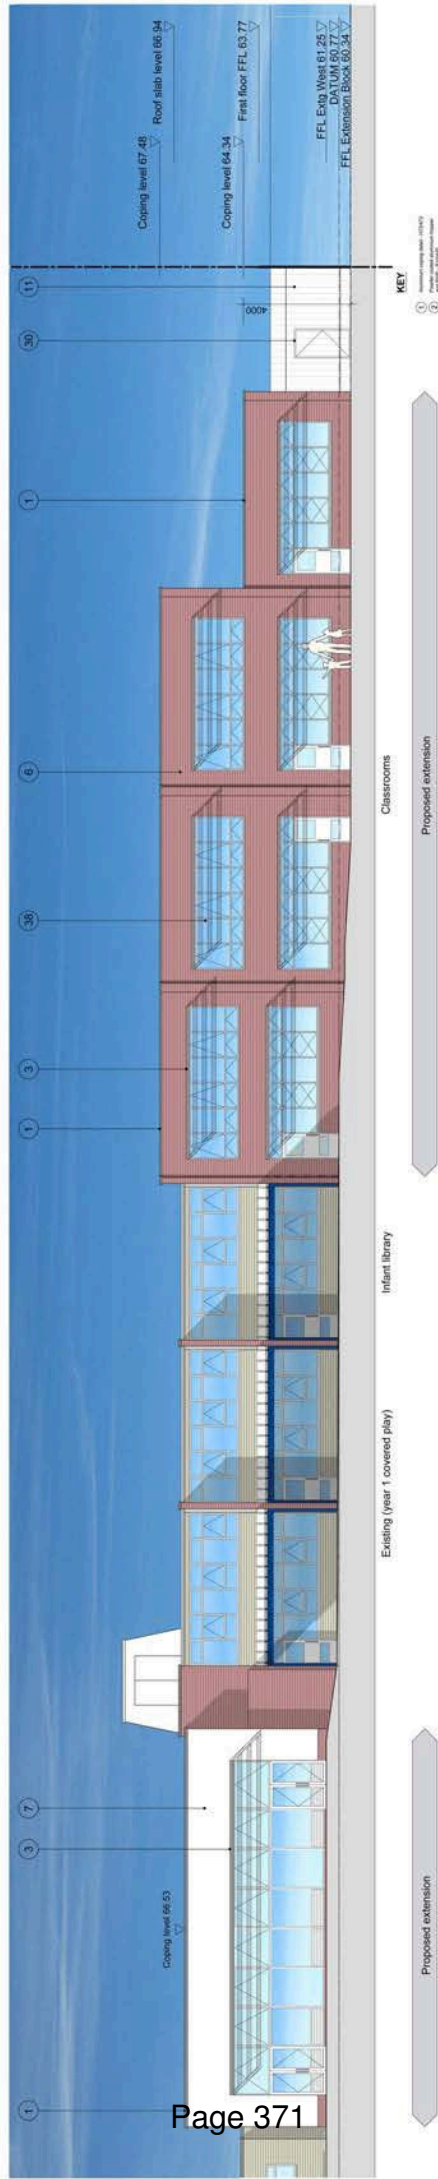 1
3
7
1
3
38
6
1
30
11
Coping level 66.53
Coping level 67.48
Roof slab level 66.94
Coping level 64.34
First floor FFL 63.77
FFL Extg West 61.25
DATUM 60.77
FFL Extension Block 60.34
4000
Existing (year 1 covered play)
Infant library
Classrooms
Proposed extension
Proposed extension
KEY
1
2
Page 371